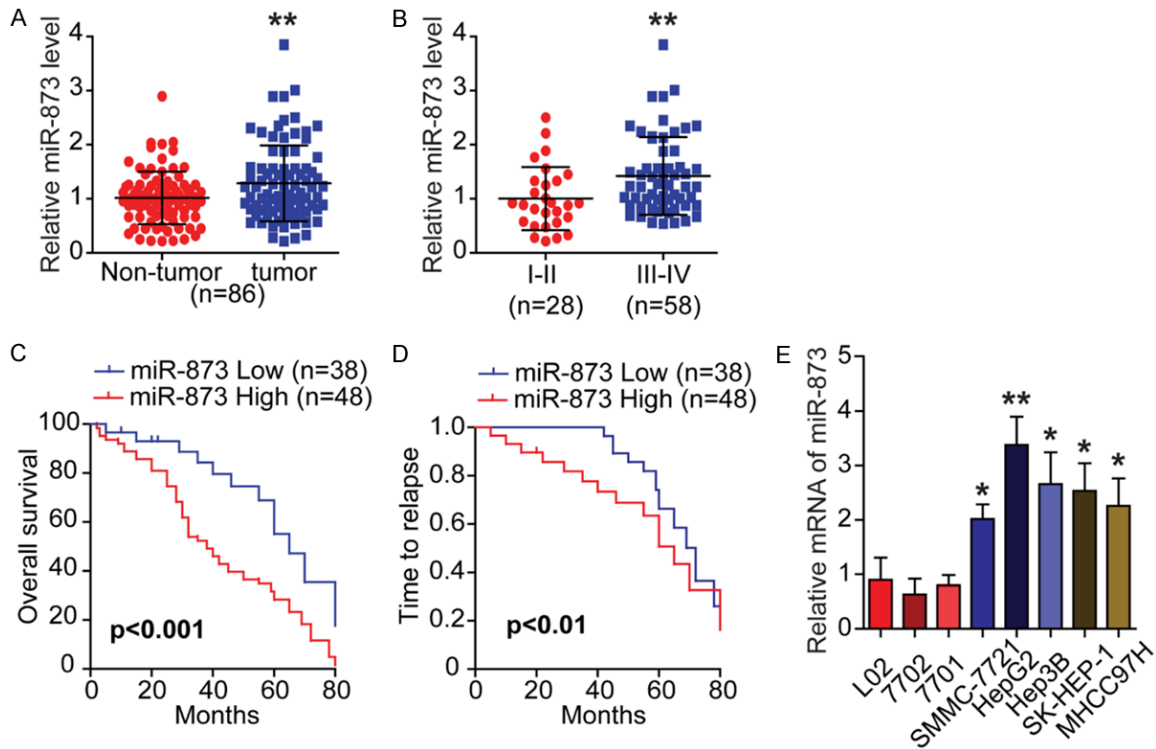 A
Relative miR-873 level
**
4
3
2
1
0
Non-tumor tumor
(n=86)
B
Relative miR-873 level
**
4
3
2
1
0
I-II III-IV
(n=28) (n=58)
C
miR-873 Low (n=38)
miR-873 High (n=48)
Overall survival
100
80
60
40
20
0
p<0.001
0 20 40 60 80
Months
D
miR-873 Low (n=38)
miR-873 High (n=48)
Time to relapse
1.0
0.8
0.6
0.4
0.2
0
p<0.01
0 20 40 60 80
Months
E
Relative mRNA of miR-873
5
4
3
2
1
0
* ** * * *
L02
7702
7701
SMMC-7721
HepG2
Hep3B
SK-HEP-1
MHCC97H